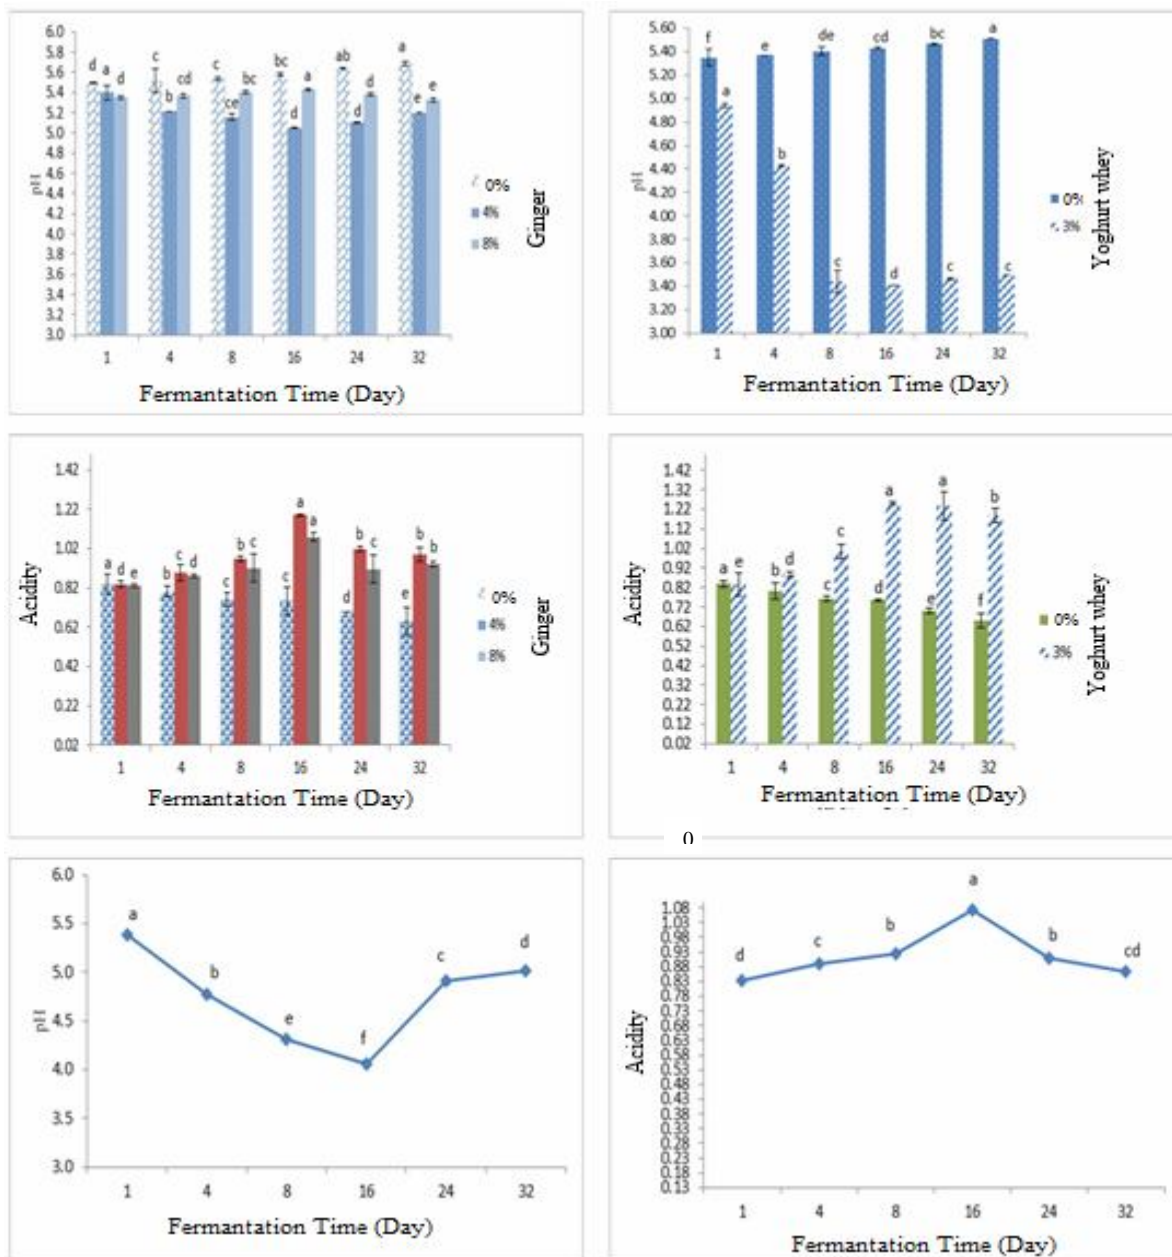 6.0
5.8
5.6
5.4
5.2
5.0
4.8
4.6
4.4
4.2
4.0
3.8
3.6
3.4
3.2
3.0
pH
d a d
c b cd
c ce bc
bc d a
ab d d
a e e
1 4 8 16 24 32
Fermantation Time (Day)
0%
4%
8%
Ginger
5.60
5.40
5.20
5.00
4.80
4.60
4.40
4.20
4.00
3.80
3.60
3.40
3.20
3.00
pH
f a
e b
de c
cd d
bc c
a c
1 4 8 16 24 32
Fermantation Time (Day)
0%
3%
Yoghurt whey
1.42
1.22
1.02
0.82
0.62
0.42
0.22
0.02
Acidity
a d e
b c d
c b c
c a a
d b c
e b b
1 4 8 16 24 32
Fermantation Time (Day)
0%
4%
8%
Ginger
1.42
1.32
1.22
1.12
1.02
0.92
0.82
0.72
0.62
0.52
0.42
0.32
0.22
0.12
0.02
Acidity
a e
b d
c c
d a
e a
f b
1 4 8 16 24 32
Fermantation Time (Day)
0%
3%
Yoghurt whey
0
6.0
5.5
5.0
4.5
4.0
3.5
3.0
pH
a b e f c d
1 4 8 16 24 32
Fermantation Time (Day)
1.08
1.03
0.98
0.93
0.88
0.83
0.78
0.73
0.68
0.63
0.58
0.53
0.48
0.43
0.38
0.33
0.28
0.23
0.18
0.13
Acidity
d c b a b cd
1 4 8 16 24 32
Fermantation Time (Day)